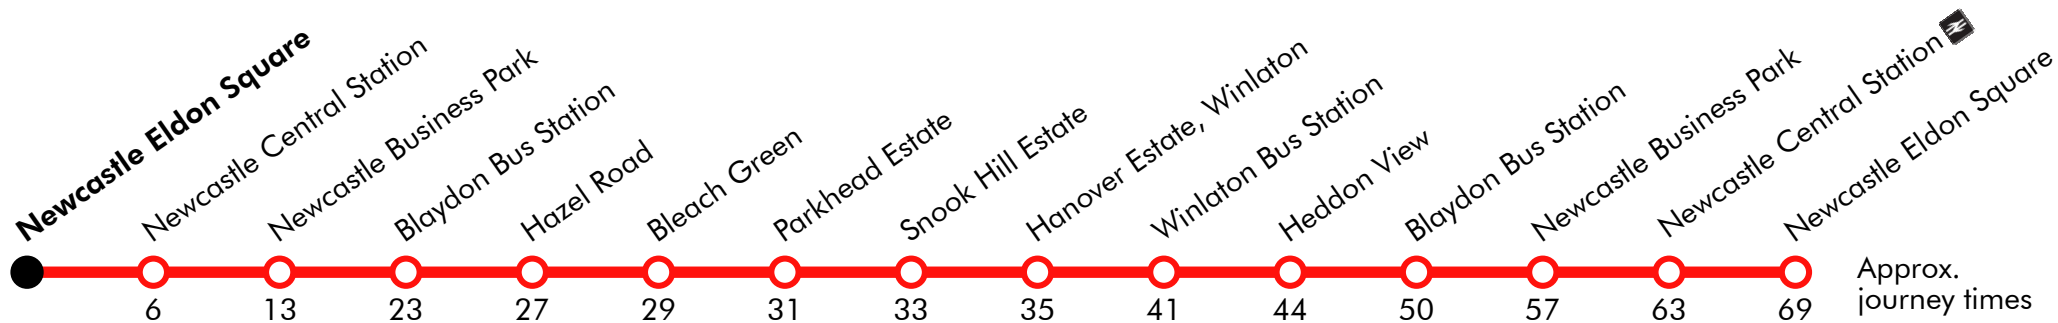 Newcastle Eldon Square
Newcastle Central Station
Newcastle Business Park
Blaydon Bus Station
Hazel Road
Bleach Green
Parkhead Estate
Snook Hill Estate
Hanover Estate, Winlaton
Winlaton Bus Station
Heddon View
Blaydon Bus Station
Newcastle Business Park
Newcastle Central Station
Newcastle Eldon Square
6
13
23
27
29
31
33
35
41
44
50
57
63
69
Approx.
journey times